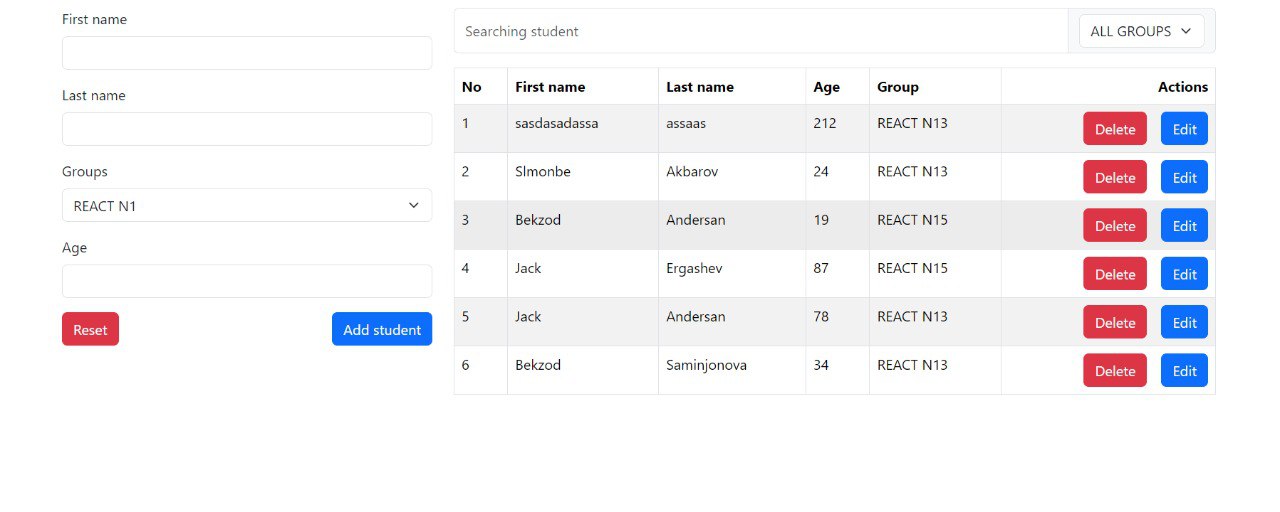 First name
Last name
Groups
REACT N1
Age
Reset Add student
Searching student ALL GROUPS
No First name Last name Age Group Actions
1 sasdasadassa assaas 212 REACT N13 Delete Edit
2 Slmonbe Akbarov 24 REACT N13 Delete Edit
3 Bekzod Andersan 19 REACT N15 Delete Edit
4 Jack Ergashev 87 REACT N15 Delete Edit
5 Jack Andersan 78 REACT N13 Delete Edit
6 Bekzod Saminjonova 34 REACT N13 Delete Edit